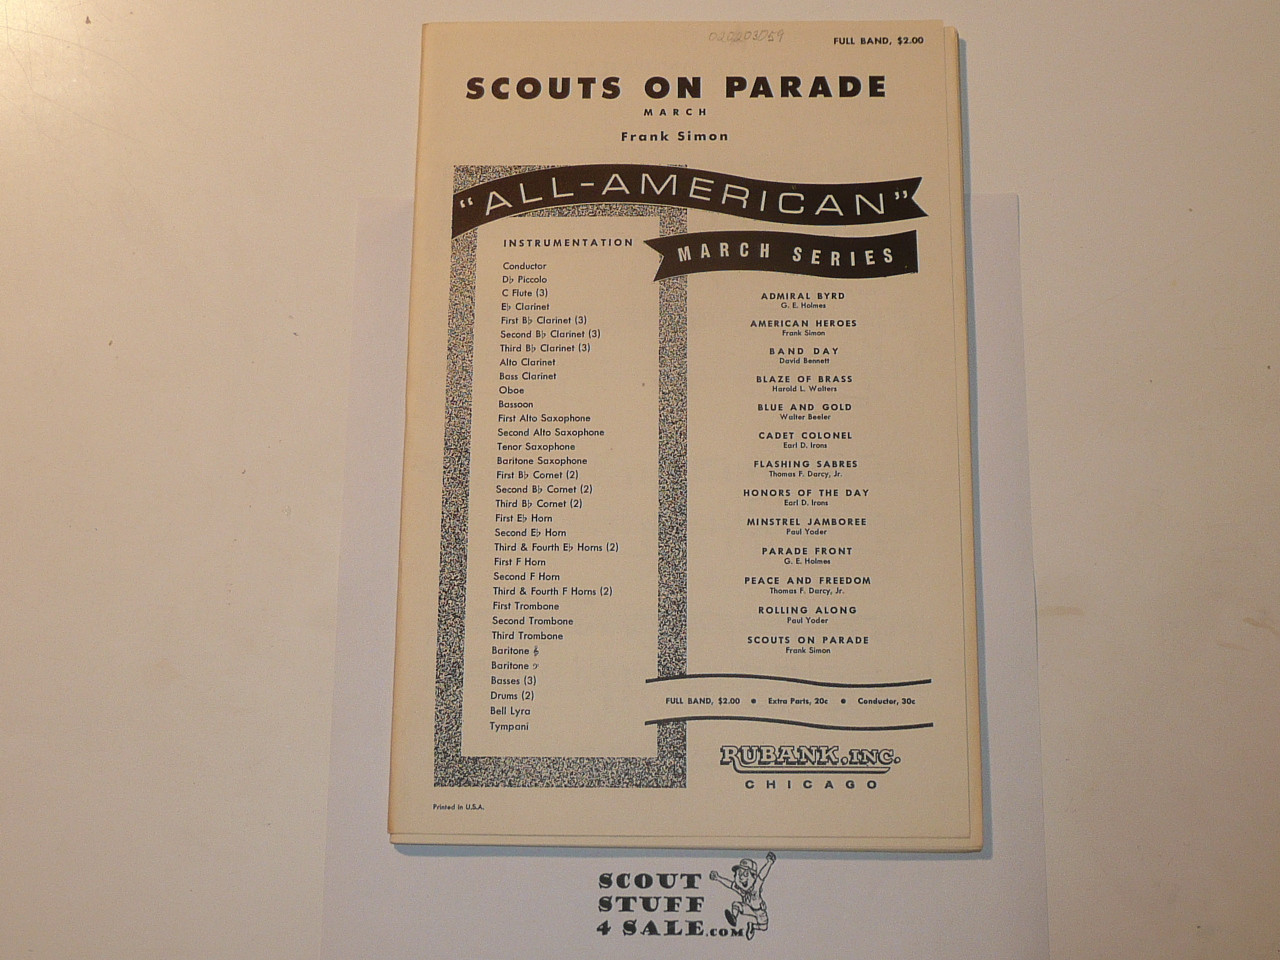 020203D59
FULL BAND, $2.00
SCOUTS ON PARADE
MARCH
Frank Simon
"ALL-AMERICAN"
MARCH SERIES
INSTRUMENTATION
Conductor
D♭ Piccolo
C Flute (3)
E♭ Clarinet
First B♭ Clarinet (3)
Second B♭ Clarinet (3)
Third B♭ Clarinet (3)
Alto Clarinet
Bass Clarinet
Oboe
Bassoon
First Alto Saxophone
Second Alto Saxophone
Tenor Saxophone
Baritone Saxophone
First B♭ Cornet (2)
Second B♭ Cornet (2)
Third B♭ Cornet (2)
First E♭ Horn
Second E♭ Horn
Third & Fourth E♭ Horns (2)
First F Horn
Second F Horn
Third & Fourth F Horns (2)
First Trombone
Second Trombone
Third Trombone
Baritone 𝄞
Baritone 𝄢
Basses (3)
Drums (2)
Bell Lyra
Tympani
ADMIRAL BYRD
G. E. Holmes
AMERICAN HEROES
Frank Simon
BAND DAY
David Bennett
BLAZE OF BRASS
Harold L. Walters
BLUE AND GOLD
Walter Beeler
CADET COLONEL
Earl D. Irons
FLASHING SABRES
Thomas F. Darcy, Jr.
HONORS OF THE DAY
Earl D. Irons
MINSTREL JAMBOREE
Paul Yoder
PARADE FRONT
G. E. Holmes
PEACE AND FREEDOM
Thomas F. Darcy, Jr.
ROLLING ALONG
Paul Yoder
SCOUTS ON PARADE
Frank Simon
FULL BAND, $2.00 • Extra Parts, 20c • Conductor, 30c
RUBANK, INC.
CHICAGO
Printed in U.S.A.
SCOUT
STUFF
4 SALE.COM